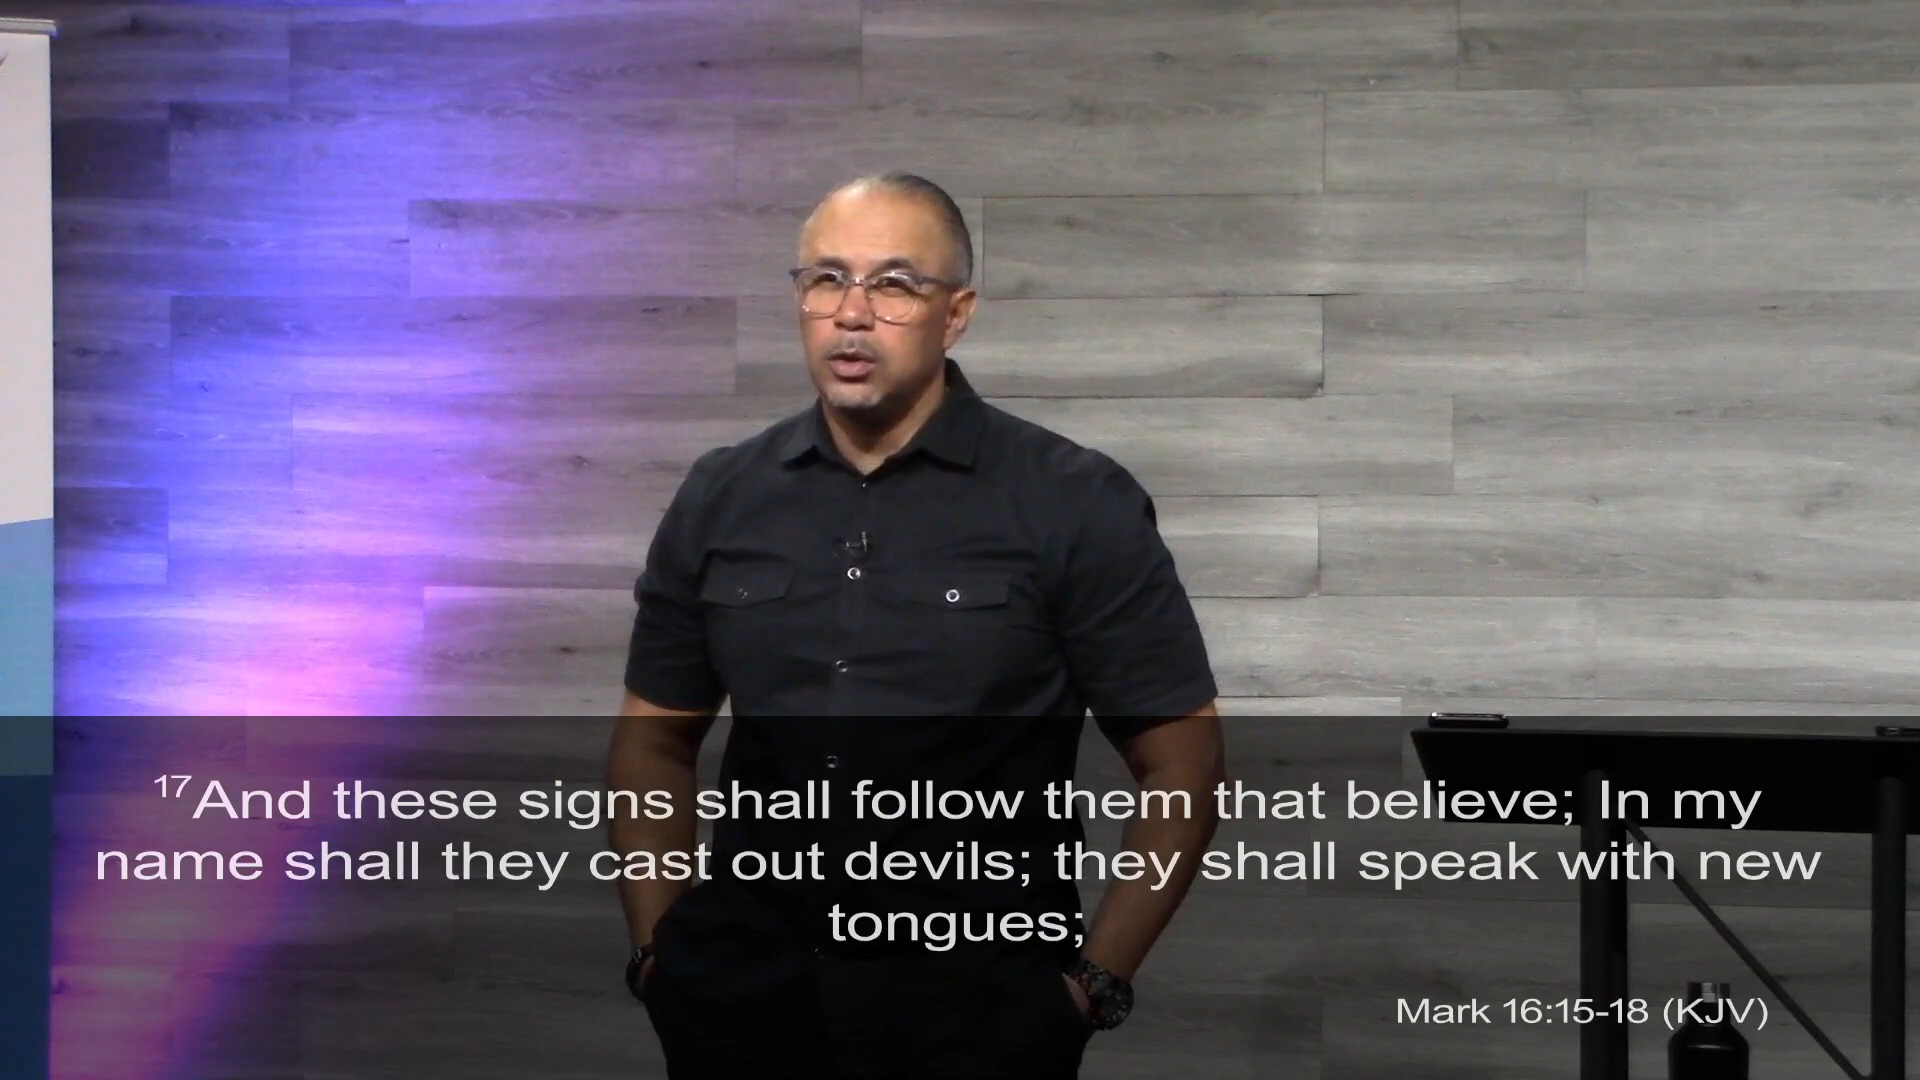 ¹⁷And these signs shall follow them that believe; In my
name shall they cast out devils; they shall speak with new
tongues;
Mark 16:15-18 (KJV)